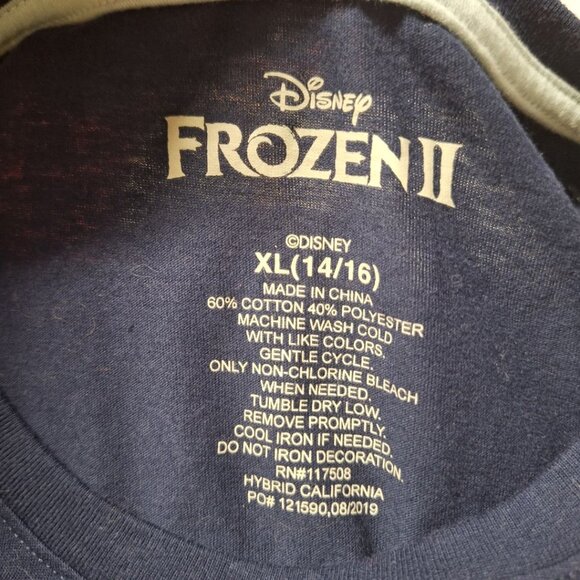 Disney
FROZEN II
©DISNEY
XL(14/16)
MADE IN CHINA
60% COTTON 40% POLYESTER
MACHINE WASH COLD
WITH LIKE COLORS.
GENTLE CYCLE.
ONLY NON-CHLORINE BLEACH
WHEN NEEDED.
TUMBLE DRY LOW.
REMOVE PROMPTLY.
COOL IRON IF NEEDED.
DO NOT IRON DECORATION.
RN#117508
HYBRID CALIFORNIA
PO# 121590,08/2019